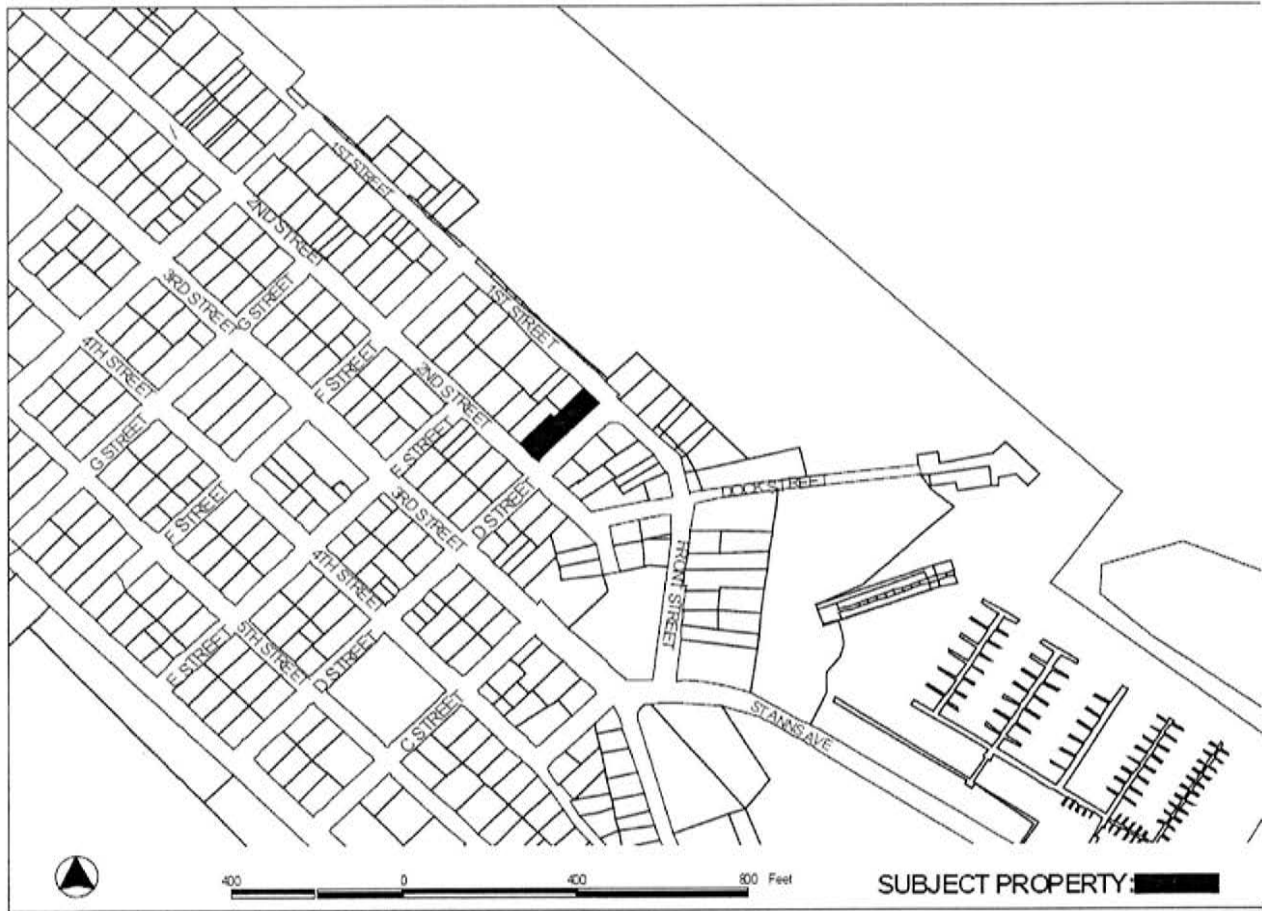 1ST STREET
2ND STREET
3RD STREET
G STREET
1ST STREET
4TH STREET
F STREET
2ND STREET
G STREET
E STREET
DOCK STREET
3RD STREET
D STREET
F STREET
FRONT STREET
4TH STREET
5TH STREET
D STREET
E STREET
C STREET
ST ANNS AVE
400 0 400 800 Feet
SUBJECT PROPERTY: